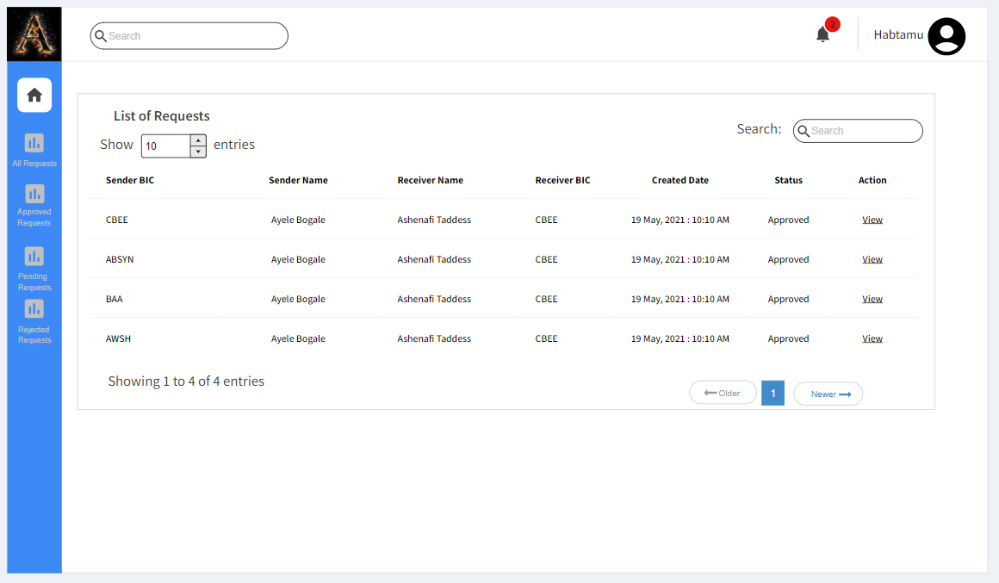 A
Search
2
Habtamu
All Requests
Approved
Requests
Pending
Requests
Rejected
Requests
List of Requests
Show 10 entries
Search: Search
Sender BIC Sender Name Receiver Name Receiver BIC Created Date Status Action
CBEE Ayele Bogale Ashenafi Taddess CBEE 19 May, 2021 : 10:10 AM Approved View
ABSYN Ayele Bogale Ashenafi Taddess CBEE 19 May, 2021 : 10:10 AM Approved View
BAA Ayele Bogale Ashenafi Taddess CBEE 19 May, 2021 : 10:10 AM Approved View
AWSH Ayele Bogale Ashenafi Taddess CBEE 19 May, 2021 : 10:10 AM Approved View
Showing 1 to 4 of 4 entries
Older 1 Newer